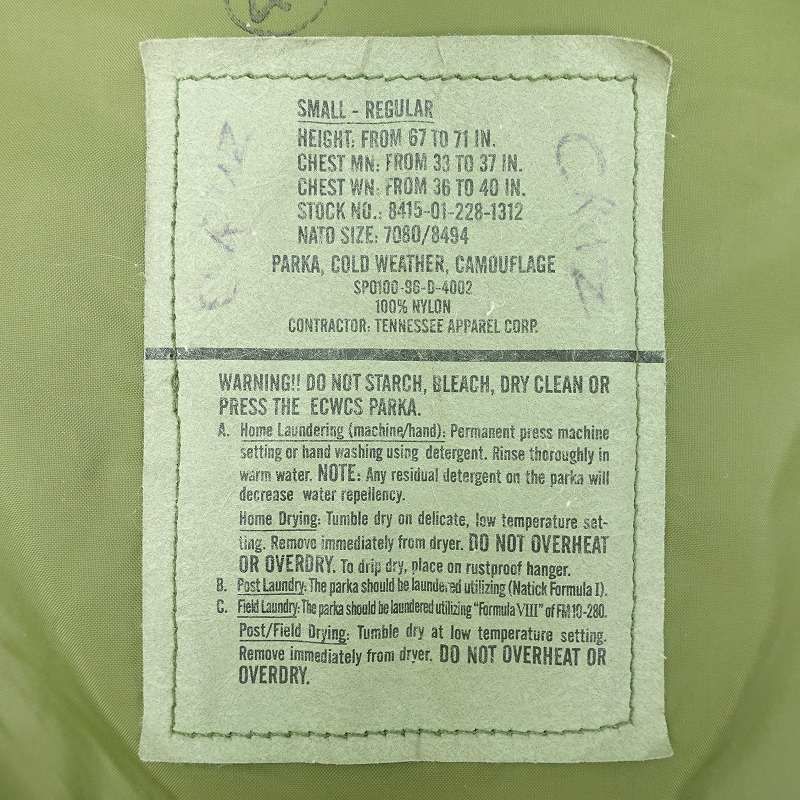 SMALL - REGULAR
HEIGHT: FROM 67 TO 71 IN.
CHEST MN: FROM 33 TO 37 IN.
CHEST WN: FROM 36 TO 40 IN.
STOCK NO.: 8415-01-228-1312
NATO SIZE: 7080/8494
PARKA, COLD WEATHER, CAMOUFLAGE
SPO100-96-D-4002
100% NYLON
CONTRACTOR: TENNESSEE APPAREL CORP.
WARNING!! DO NOT STARCH, BLEACH, DRY CLEAN OR
PRESS THE ECWCS PARKA.
A. Home Laundering (machine/hand): Permanent press machine
setting or hand washing using detergent. Rinse thoroughly in
warm water. NOTE: Any residual detergent on the parka will
decrease water repellency.
Home Drying: Tumble dry on delicate, low temperature set-
ting. Remove immediately from dryer. DO NOT OVERHEAT
OR OVERDRY. To drip dry, place on rustproof hanger.
B. Post Laundry: The parka should be laundered utilizing (Natick Formula I).
C. Field Laundry: The parka should be laundered utilizing "Formula VIII" of FM 10-280.
Post/Field Drying: Tumble dry at low temperature setting.
Remove immediately from dryer. DO NOT OVERHEAT OR
OVERDRY.